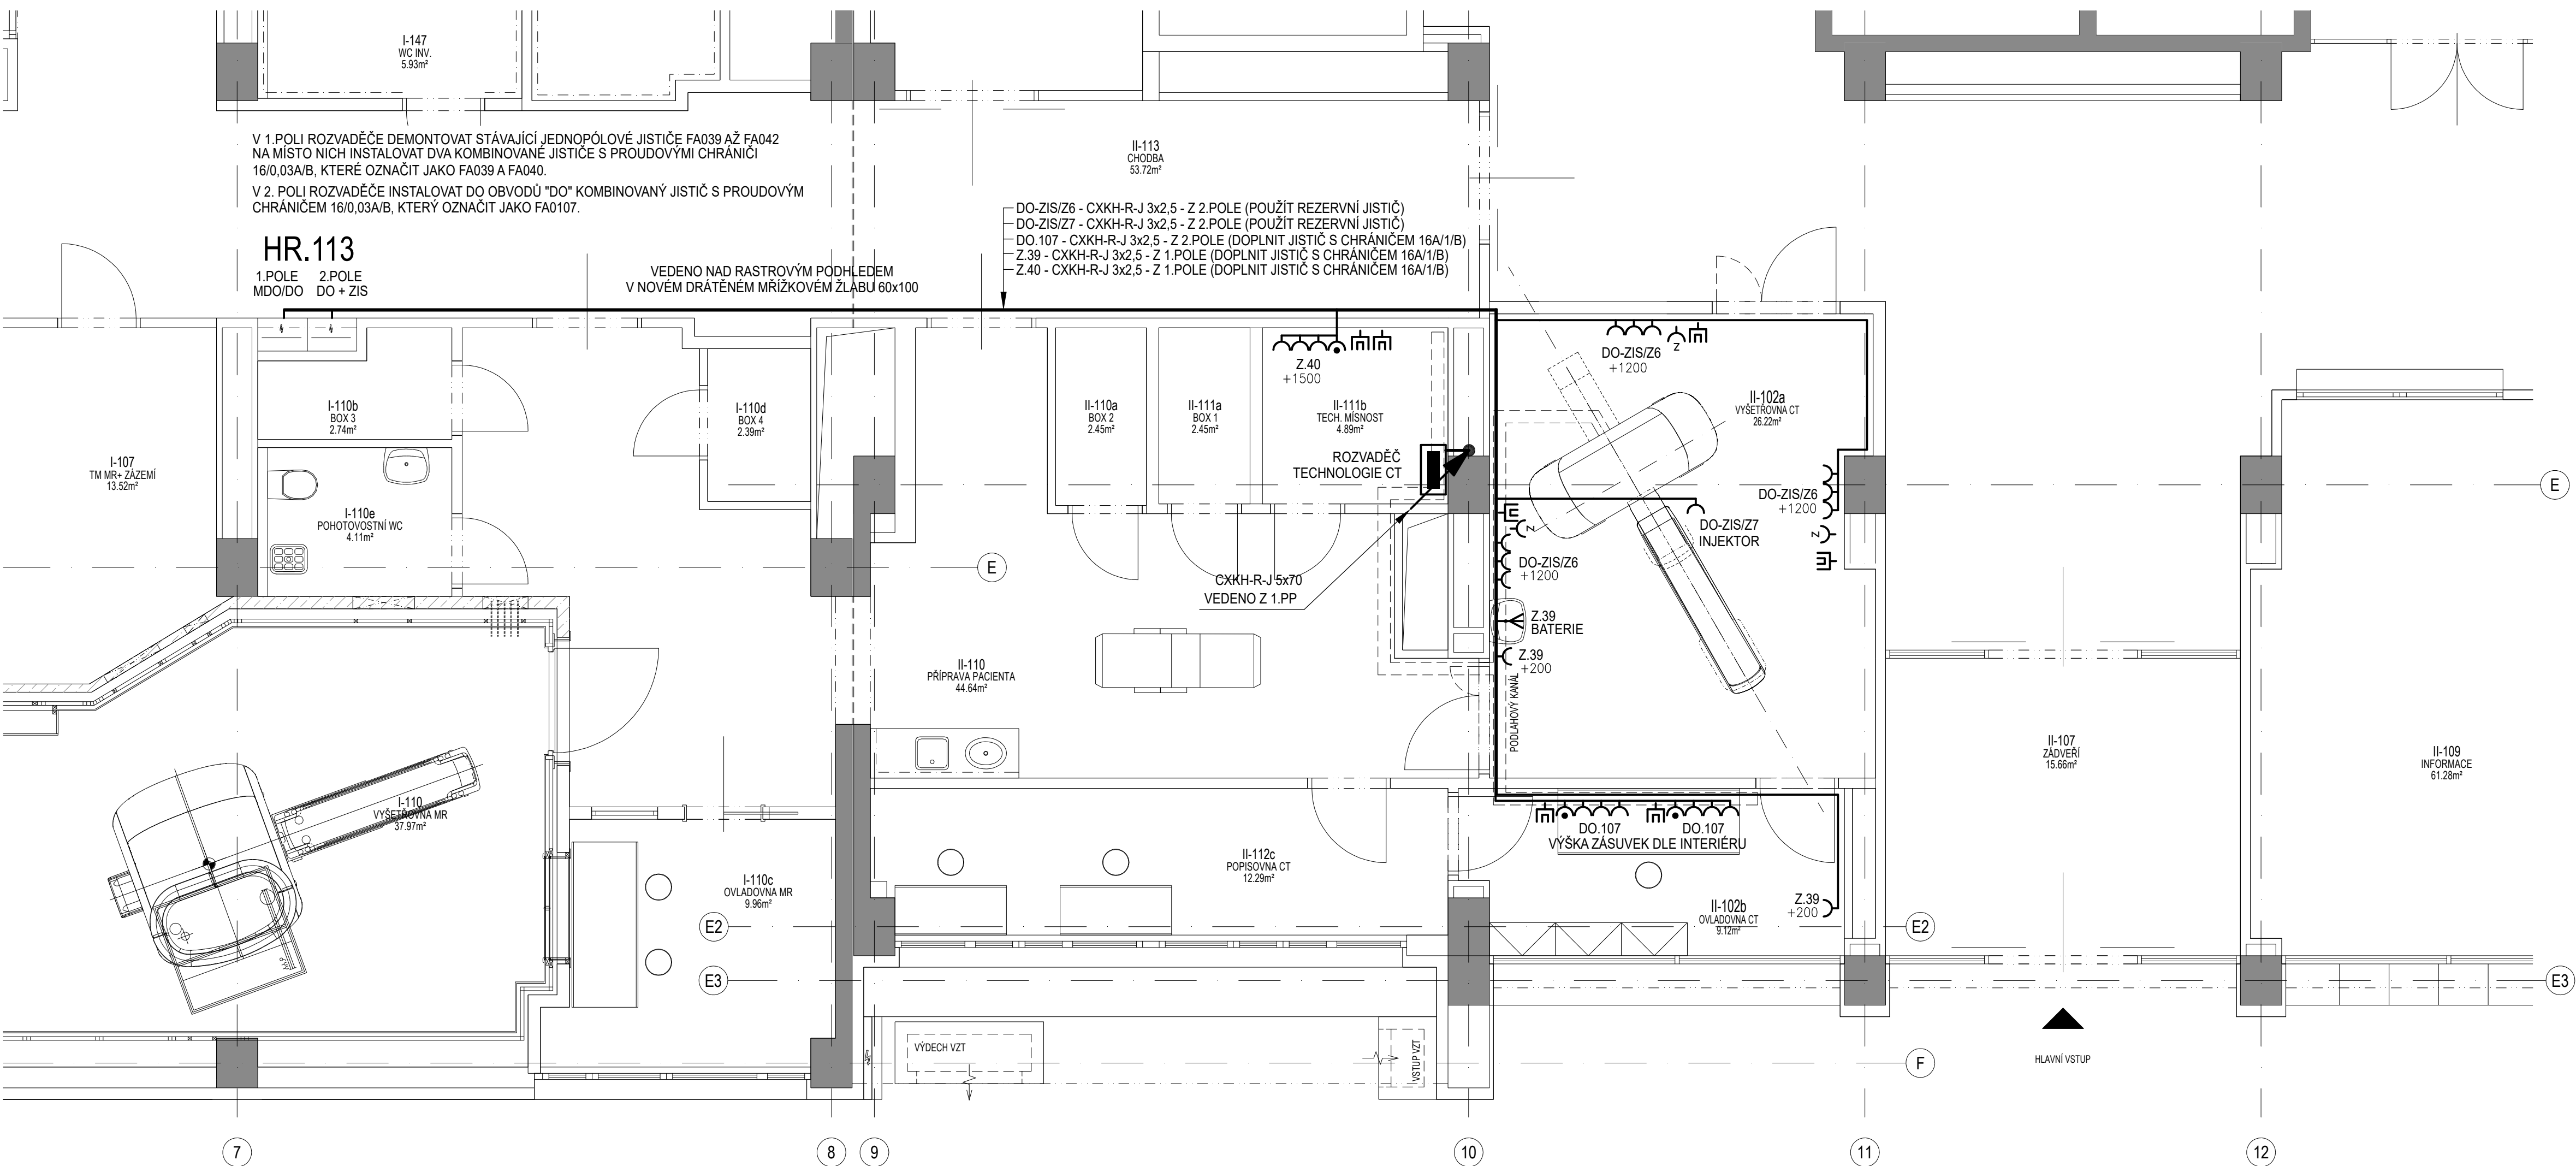 I-147
WC INV.
5.93m²
V 1.POLI ROZVADĚČE DEMONTOVAT STÁVAJÍCÍ JEDNOPÓLOVÉ JISTIČE FA039 AŽ FA042
NA MÍSTO NICH INSTALOVAT DVA KOMBINOVANÉ JISTIČE S PROUDOVÝMI CHRÁNIČI
16/0,03A/B, KTERÉ OZNAČIT JAKO FA039 A FA040.
V 2. POLI ROZVADĚČE INSTALOVAT DO OBVODŮ "DO" KOMBINOVANÝ JISTIČ S PROUDOVÝM
CHRÁNIČEM 16/0,03A/B, KTERÝ OZNAČIT JAKO FA0107.
II-113
CHODBA
53.72m²
DO-ZIS/Z6 - CXKH-R-J 3x2,5 - Z 2.POLE (POUŽÍT REZERVNÍ JISTIČ)
DO-ZIS/Z7 - CXKH-R-J 3x2,5 - Z 2.POLE (POUŽÍT REZERVNÍ JISTIČ)
DO.107 - CXKH-R-J 3x2,5 - Z 2.POLE (DOPLNIT JISTIČ S CHRÁNIČEM 16A/1/B)
Z.39 - CXKH-R-J 3x2,5 - Z 1.POLE (DOPLNIT JISTIČ S CHRÁNIČEM 16A/1/B)
Z.40 - CXKH-R-J 3x2,5 - Z 1.POLE (DOPLNIT JISTIČ S CHRÁNIČEM 16A/1/B)
HR.113
1.POLE 2.POLE
MDO/DO DO + ZIS
VEDENO NAD RASTROVÝM PODHLEDEM
V NOVÉM DRÁTĚNÉM MŘÍŽKOVÉM ŽLABU 60x100
Z.40
+1500
DO-ZIS/Z6
+1200
Z
I-110b
BOX 3
2.74m²
I-110d
BOX 4
2.39m²
II-110a
BOX 2
2.45m²
II-111a
BOX 1
2.45m²
II-111b
TECH. MÍSNOST
4.89m²
II-102a
VYŠETŘOVNA CT
26.22m²
I-107
TM MR+ ZÁZEMÍ
13.52m²
ROZVADĚČ
TECHNOLOGIE CT
I-110e
POHOTOVOSTNÍ WC
4.11m²
DO-ZIS/Z6
+1200
Z
DO-ZIS/Z7
INJEKTOR
E
E
Z
DO-ZIS/Z6
+1200
CXKH-R-J 5x70
VEDENO Z 1.PP
Z.39
BATERIE
Z.39
+200
PODLAHOVÝ KANÁL
II-110
PŘÍPRAVA PACIENTA
44.64m²
II-107
ZÁDVEŘÍ
15.66m²
II-109
INFORMACE
61.28m²
I-110
VYŠETŘOVNA MR
37.97m²
DO.107 DO.107
VÝŠKA ZÁSUVEK DLE INTERIÉRU
II-112c
POPISOVNA CT
12.29m²
I-110c
OVLADOVNA MR
9.96m²
II-102b
OVLADOVNA CT
9.12m²
Z.39
+200
E2
E2
E3
E3
VÝDECH VZT
VSTUP VZT
F
HLAVNÍ VSTUP
7
8
9
10
11
12